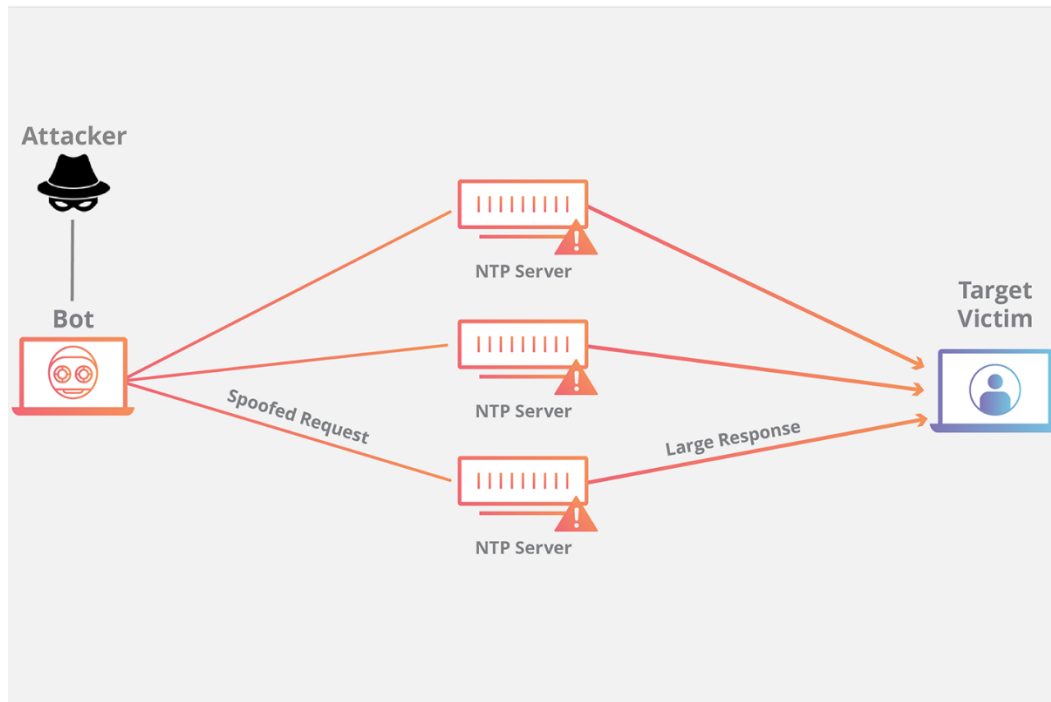 Attacker
Bot
Spoofed Request
NTP Server
NTP Server
NTP Server
Large Response
Target
Victim